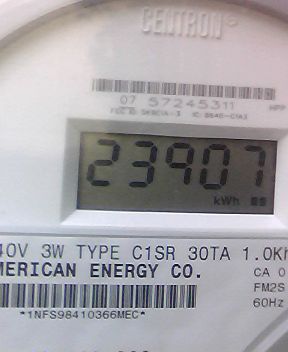 CENTRON®
07 57245311
23907
kWh
40V 3W TYPE C1SR 30TA 1.0Kh
MERICAN ENERGY CO.
CA 0
FM2S
60Hz
*1NFS98410366MEC*